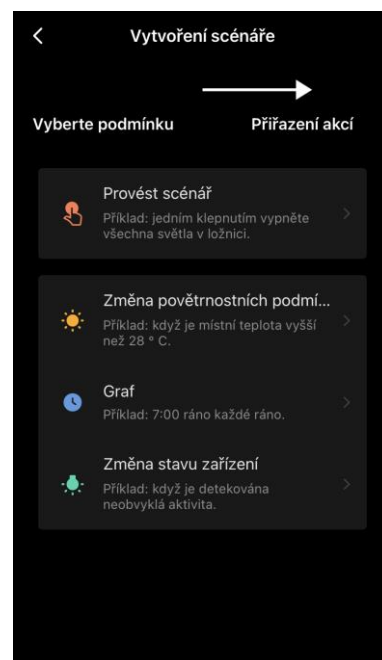 Vytvoření scénáře
Vyberte podmínku Přiřazení akcí
Provést scénář
Příklad: jedním klepnutím vypněte
všechna světla v ložnici.
Změna povětrnostních podmí...
Příklad: když je místní teplota vyšší
než 28 ° C.
Graf
Příklad: 7:00 ráno každé ráno.
Změna stavu zařízení
Příklad: když je detekována
neobvyklá aktivita.